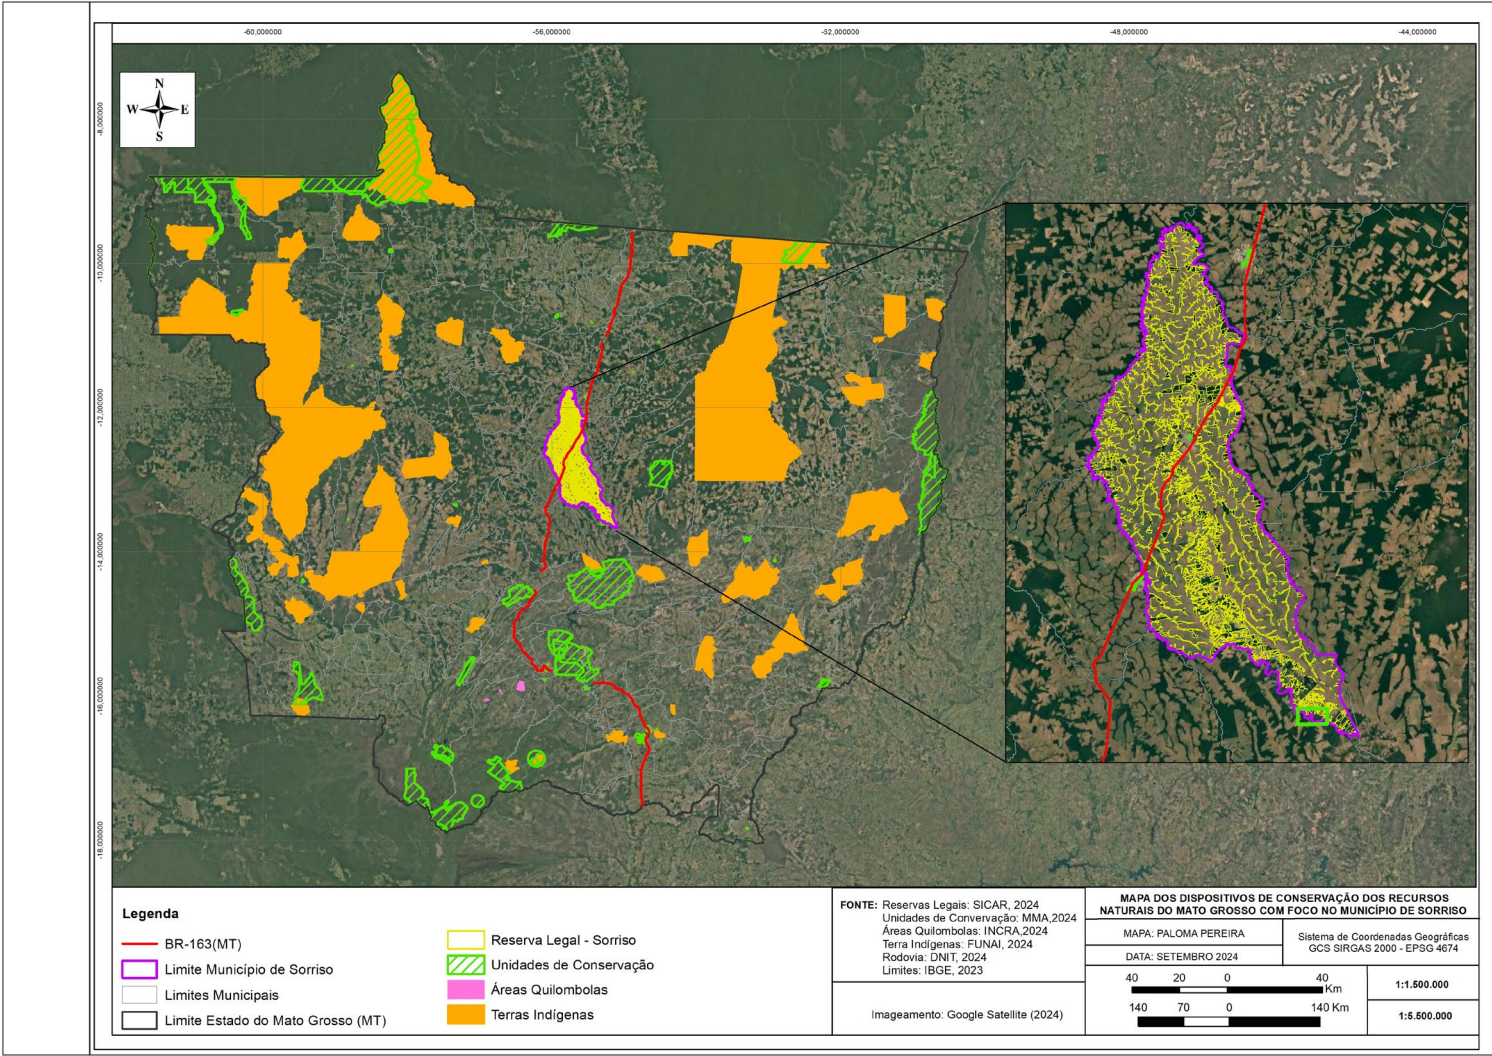 -60,000000
-56,000000
-52,000000
-48,000000
-44,000000
N
W
E
S
-8,000000
-10,000000
-12,000000
-14,000000
-16,000000
-18,000000
Legenda
BR-163(MT)
Limite Município de Sorriso
Limites Municipais
Limite Estado do Mato Grosso (MT)
Reserva Legal - Sorriso
Unidades de Conservação
Áreas Quilombolas
Terras Indígenas
FONTE: Reservas Legais: SICAR, 2024
Unidades de Convervação: MMA,2024
Áreas Quilombolas: INCRA,2024
Terra Indígenas: FUNAI, 2024
Rodovia: DNIT, 2024
Limites: IBGE, 2023
Imageamento: Google Satellite (2024)
MAPA DOS DISPOSITIVOS DE CONSERVAÇÃO DOS RECURSOS
NATURAIS DO MATO GROSSO COM FOCO NO MUNICÍPIO DE SORRISO
MAPA: PALOMA PEREIRA
DATA: SETEMBRO 2024
Sistema de Coordenadas Geográficas
GCS SIRGAS 2000 - EPSG 4674
40 20 0 40
Km
1:1.500.000
140 70 0 140 Km
1:5.500.000